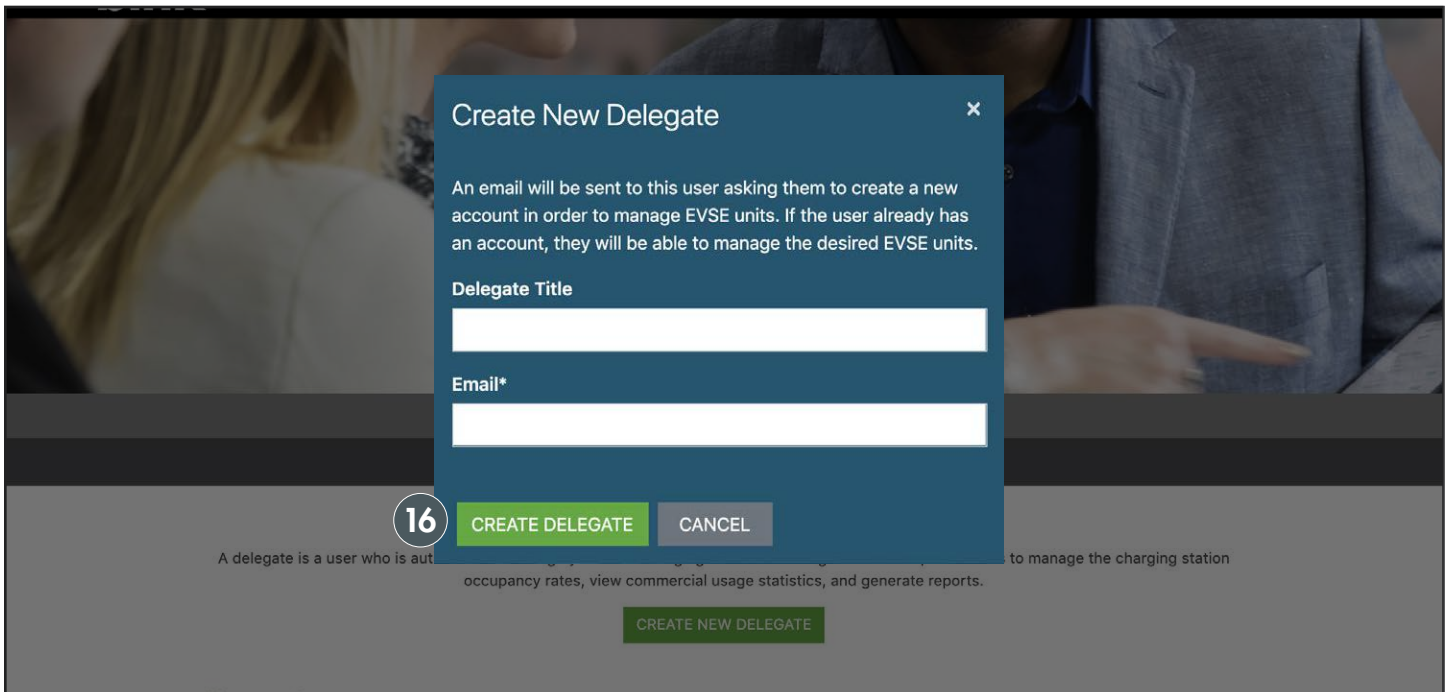 Create New Delegate ×
An email will be sent to this user asking them to create a new
account in order to manage EVSE units. If the user already has
an account, they will be able to manage the desired EVSE units.
Delegate Title
Email*
16 CREATE DELEGATE CANCEL
A delegate is a user who is to manage the charging station
occupancy rates, view commercial usage statistics, and generate reports.
CREATE NEW DELEGATE